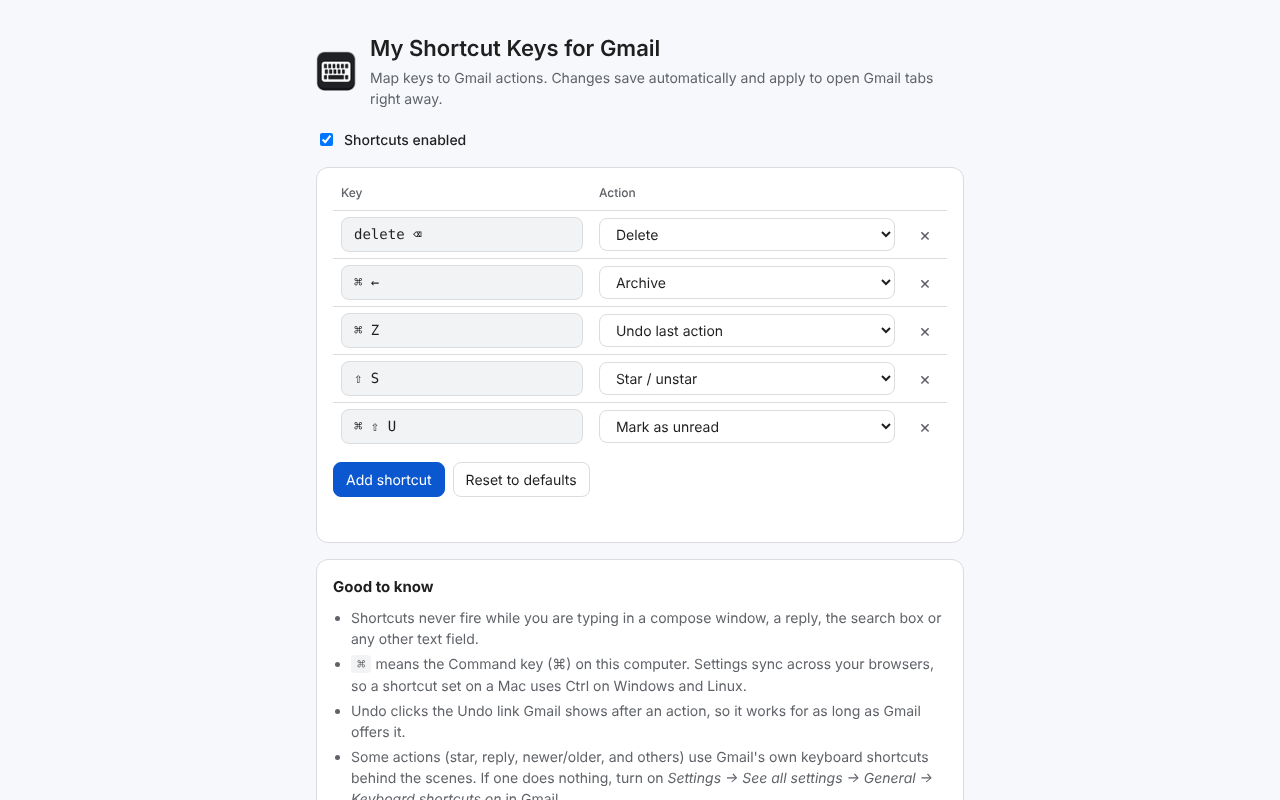 My Shortcut Keys for Gmail
Map keys to Gmail actions. Changes save automatically and apply to open Gmail tabs
right away.
Shortcuts enabled
Key Action
delete ⌫ Delete ×
⌘ ← Archive ×
⌘ Z Undo last action ×
⇧ S Star / unstar ×
⌘ ⇧ U Mark as unread ×
Add shortcut Reset to defaults
Good to know
• Shortcuts never fire while you are typing in a compose window, a reply, the search box or
any other text field.
• ⌘ means the Command key (⌘) on this computer. Settings sync across your browsers,
so a shortcut set on a Mac uses Ctrl on Windows and Linux.
• Undo clicks the Undo link Gmail shows after an action, so it works for as long as Gmail
offers it.
• Some actions (star, reply, newer/older, and others) use Gmail's own keyboard shortcuts
behind the scenes. If one does nothing, turn on Settings → See all settings → General →
Keyboard shortcuts on in Gmail.